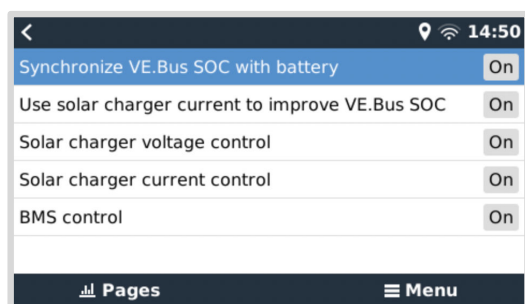 14:50
Synchronize VE.Bus SOC with battery On
Use solar charger current to improve VE.Bus SOC On
Solar charger voltage control On
Solar charger current control On
BMS control On
Pages Menu